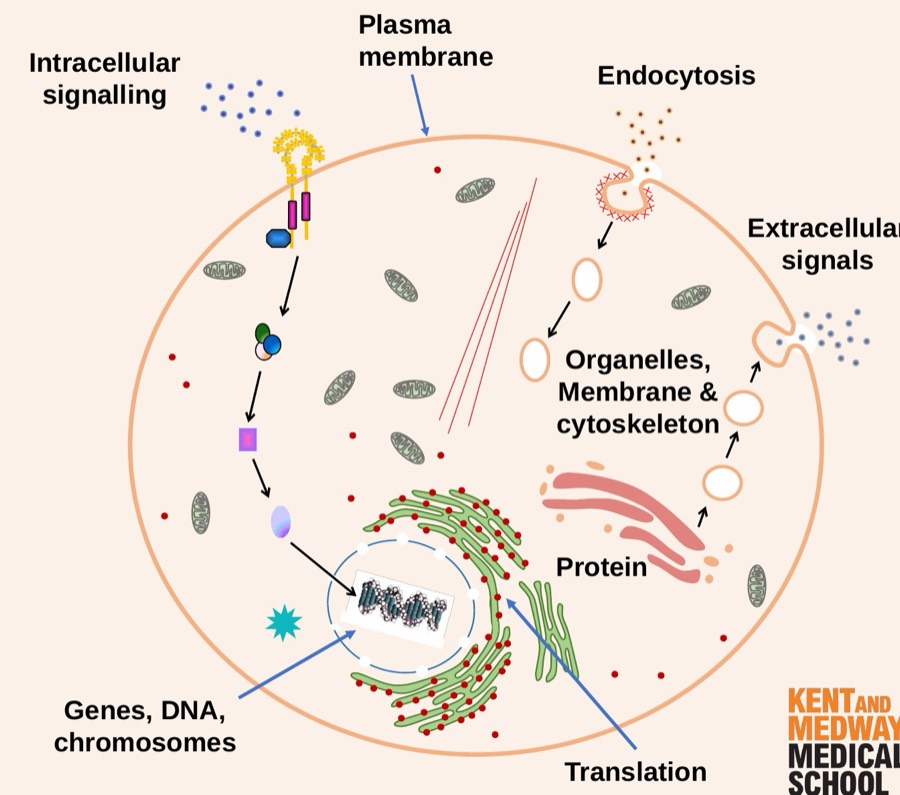 Plasma
membrane
Intracellular
signalling
Endocytosis
Extracellular
signals
Organelles,
Membrane &
cytoskeleton
Protein
Genes, DNA,
chromosomes
Translation
KENT AND
MEDWAY
MEDICAL
SCHOOL